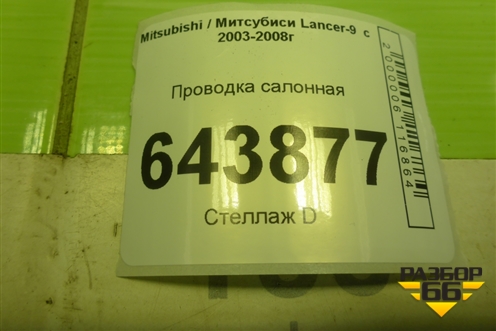 Mitsubishi / Митсубиси Lancer-9 с
2003-2008г
Проводка салонная
643877
Стеллаж D
2000006116864
РАЗБОР
66